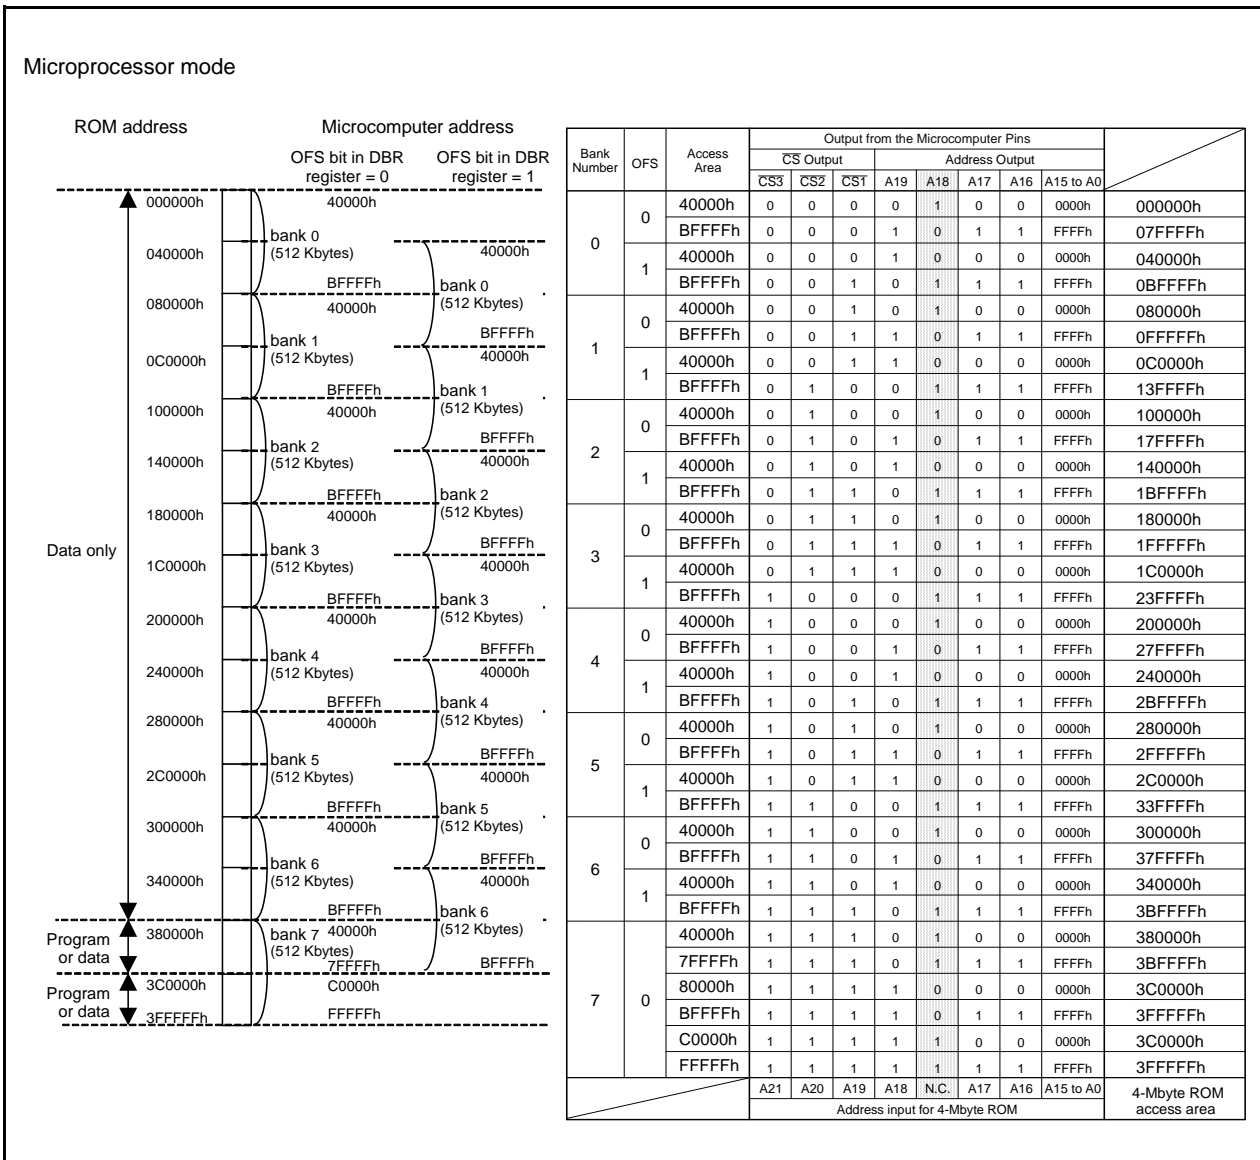 Microprocessor mode
ROM address
Microcomputer address
OFS bit in DBR register = 0
OFS bit in DBR register = 1
000000h
40000h
bank 0
(512 Kbytes)
040000h
40000h
BFFFFh
bank 0
(512 Kbytes)
080000h
40000h
BFFFFh
bank 1
(512 Kbytes)
0C0000h
40000h
BFFFFh
bank 1
(512 Kbytes)
100000h
40000h
BFFFFh
bank 2
(512 Kbytes)
140000h
40000h
BFFFFh
bank 2
(512 Kbytes)
180000h
40000h
BFFFFh
Data only
bank 3
(512 Kbytes)
1C0000h
40000h
BFFFFh
bank 3
(512 Kbytes)
200000h
40000h
BFFFFh
bank 4
(512 Kbytes)
240000h
40000h
BFFFFh
bank 4
(512 Kbytes)
280000h
40000h
BFFFFh
bank 5
(512 Kbytes)
2C0000h
40000h
BFFFFh
bank 5
(512 Kbytes)
300000h
40000h
BFFFFh
bank 6
(512 Kbytes)
340000h
40000h
BFFFFh
bank 6
(512 Kbytes)
Program or data
380000h
bank 7
40000h
(512 Kbytes)
7FFFFh
BFFFFh
Program or data
3C0000h
C0000h
3FFFFFh
FFFFFh
Bank Number
OFS
Access Area
Output from the Microcomputer Pins
CS Output
Address Output
CS3 CS2 CS1 A19 A18 A17 A16 A15 to A0
0 0 40000h 0 0 0 0 1 0 0 0000h 000000h
BFFFFh 0 0 0 1 0 1 1 FFFFh 07FFFFh
1 40000h 0 0 0 1 0 0 0 0000h 040000h
BFFFFh 0 0 1 0 1 1 1 FFFFh 0BFFFFh
1 0 40000h 0 0 1 0 1 0 0 0000h 080000h
BFFFFh 0 0 1 1 0 1 1 FFFFh 0FFFFFh
1 40000h 0 0 1 1 0 0 0 0000h 0C0000h
BFFFFh 0 1 0 0 1 1 1 FFFFh 13FFFFh
2 0 40000h 0 1 0 0 1 0 0 0000h 100000h
BFFFFh 0 1 0 1 0 1 1 FFFFh 17FFFFh
1 40000h 0 1 0 1 0 0 0 0000h 140000h
BFFFFh 0 1 1 0 1 1 1 FFFFh 1BFFFFh
3 0 40000h 0 1 1 0 1 0 0 0000h 180000h
BFFFFh 0 1 1 1 0 1 1 FFFFh 1FFFFFh
1 40000h 0 1 1 1 0 0 0 0000h 1C0000h
BFFFFh 1 0 0 0 1 1 1 FFFFh 23FFFFh
4 0 40000h 1 0 0 0 1 0 0 0000h 200000h
BFFFFh 1 0 0 1 0 1 1 FFFFh 27FFFFh
1 40000h 1 0 0 1 0 0 0 0000h 240000h
BFFFFh 1 0 1 0 1 1 1 FFFFh 2BFFFFh
5 0 40000h 1 0 1 0 1 0 0 0000h 280000h
BFFFFh 1 0 1 1 0 1 1 FFFFh 2FFFFFh
1 40000h 1 0 1 1 0 0 0 0000h 2C0000h
BFFFFh 1 1 0 0 1 1 1 FFFFh 33FFFFh
6 0 40000h 1 1 0 0 1 0 0 0000h 300000h
BFFFFh 1 1 0 1 0 1 1 FFFFh 37FFFFh
1 40000h 1 1 0 1 0 0 0 0000h 340000h
BFFFFh 1 1 1 0 1 1 1 FFFFh 3BFFFFh
7 0 40000h 1 1 1 0 1 0 0 0000h 380000h
7FFFFh 1 1 1 0 1 1 1 FFFFh 3BFFFFh
80000h 1 1 1 1 0 0 0 0000h 3C0000h
BFFFFh 1 1 1 1 0 1 1 FFFFh 3FFFFFh
C0000h 1 1 1 1 1 0 0 0000h 3C0000h
FFFFFh 1 1 1 1 1 1 1 FFFFh 3FFFFFh
A21 A20 A19 A18 N.C. A17 A16 A15 to A0
Address input for 4-Mbyte ROM
4-Mbyte ROM access area